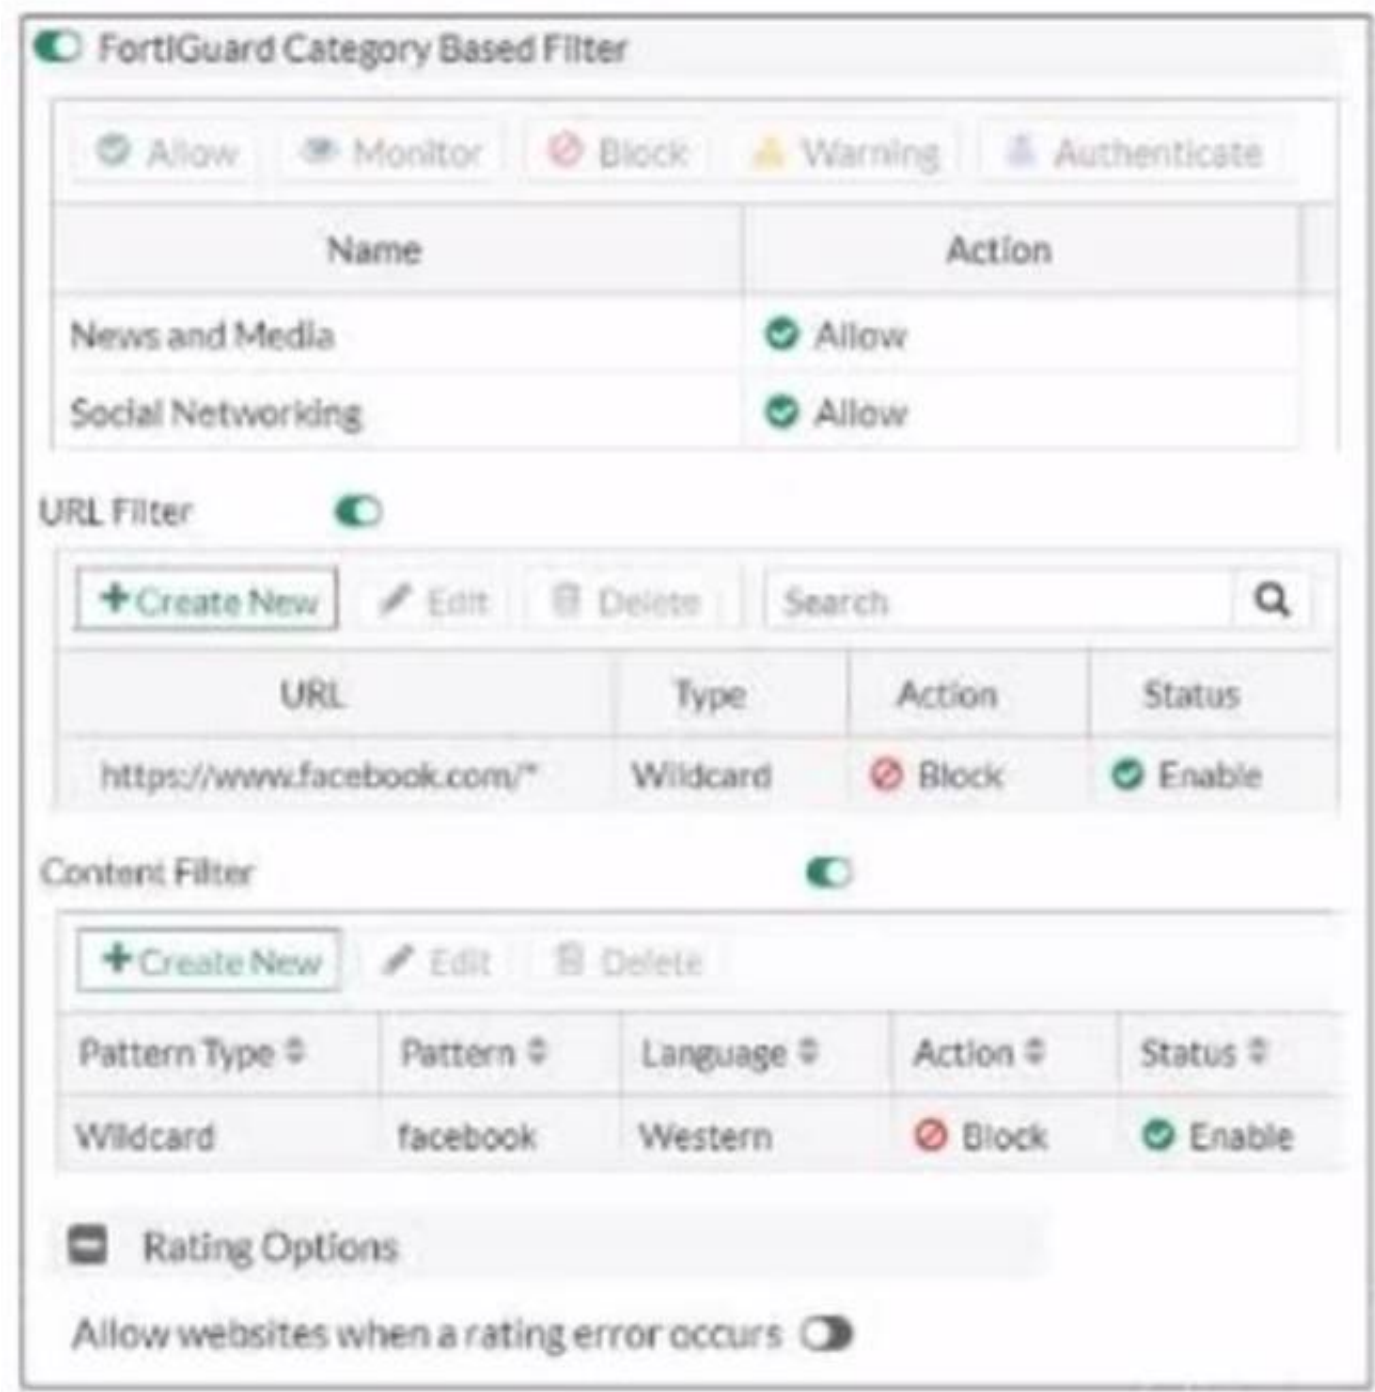 FortiGuard Category Based Filter
Allow Monitor Block Warning Authenticate
Name Action
News and Media Allow
Social Networking Allow
URL Filter
Create New Edit Delete Search
URL Type Action Status
https://www.facebook.com/* Wildcard Block Enable
Content Filter
Create New Edit Delete
Pattern Type Pattern Language Action Status
Wildcard facebook Western Block Enable
Rating Options
Allow websites when a rating error occurs